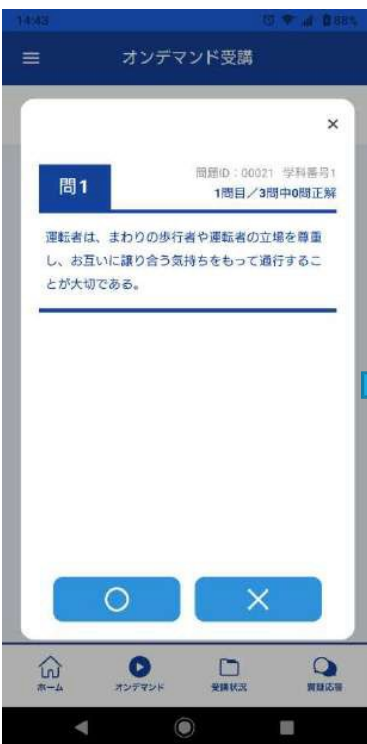 14:43
88%
オンデマンド受講
×
問1
問題ID:00021 学科番号1
1問目/3問中0問正解
運転者は、まわりの歩行者や運転者の立場を尊重
し、お互いに譲り合う気持ちをもって通行するこ
とが大切である。
○ ×
ホーム オンデマンド 受講状況 質疑応答